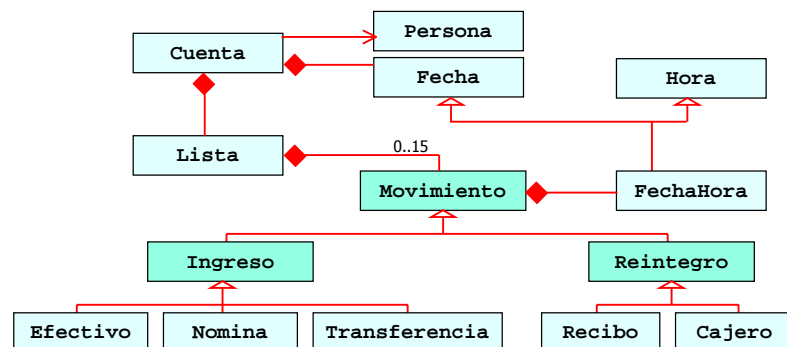 Persona
Cuenta
Fecha
Hora
Lista
0..15
Movimiento
FechaHora
Ingreso
Reintegro
Efectivo
Nomina
Transferencia
Recibo
Cajero